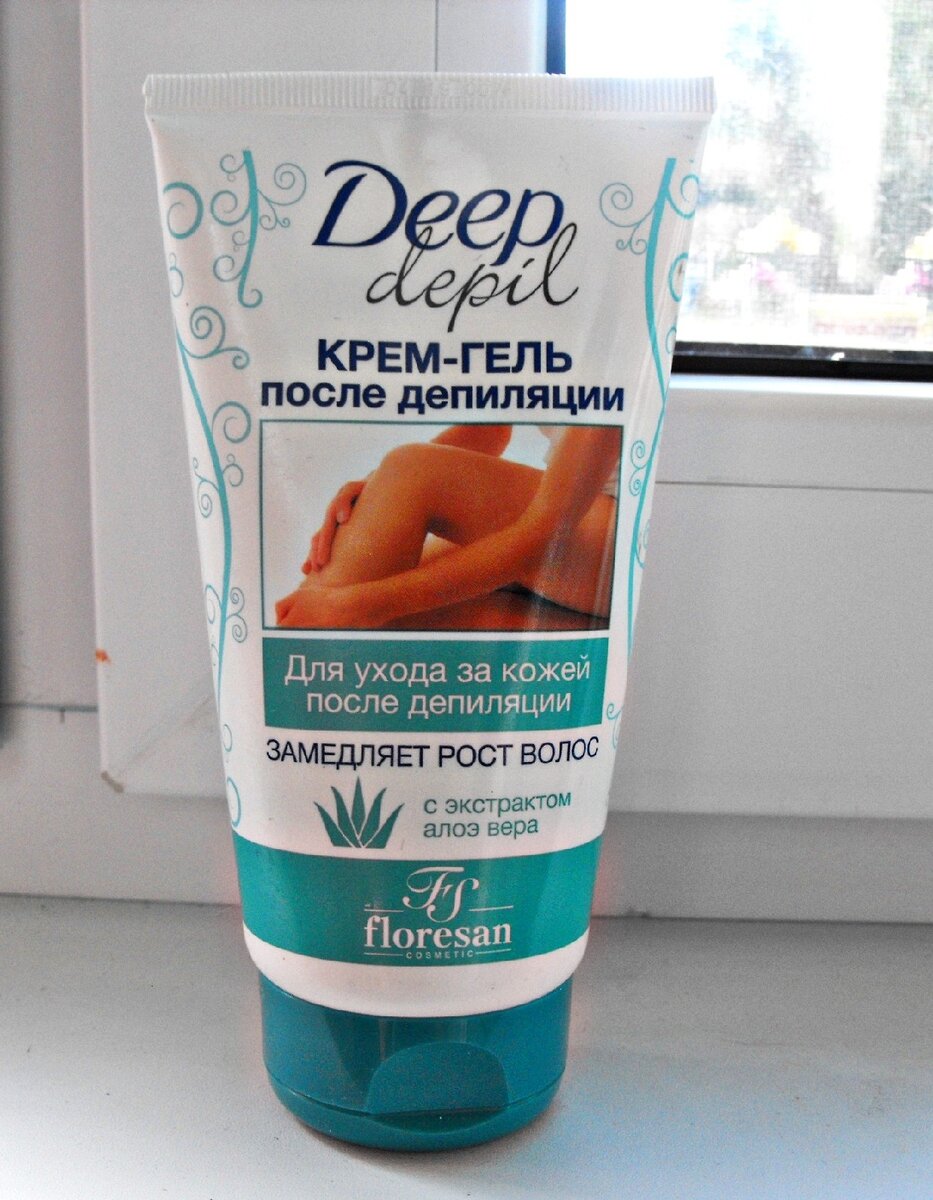 Deep
depil
КРЕМ-ГЕЛЬ
после депиляции
Для ухода за кожей
после депиляции
ЗАМЕДЛЯЕТ РОСТ ВОЛОС
с экстрактом
алоэ вера
FS
floresan
COSMETIC